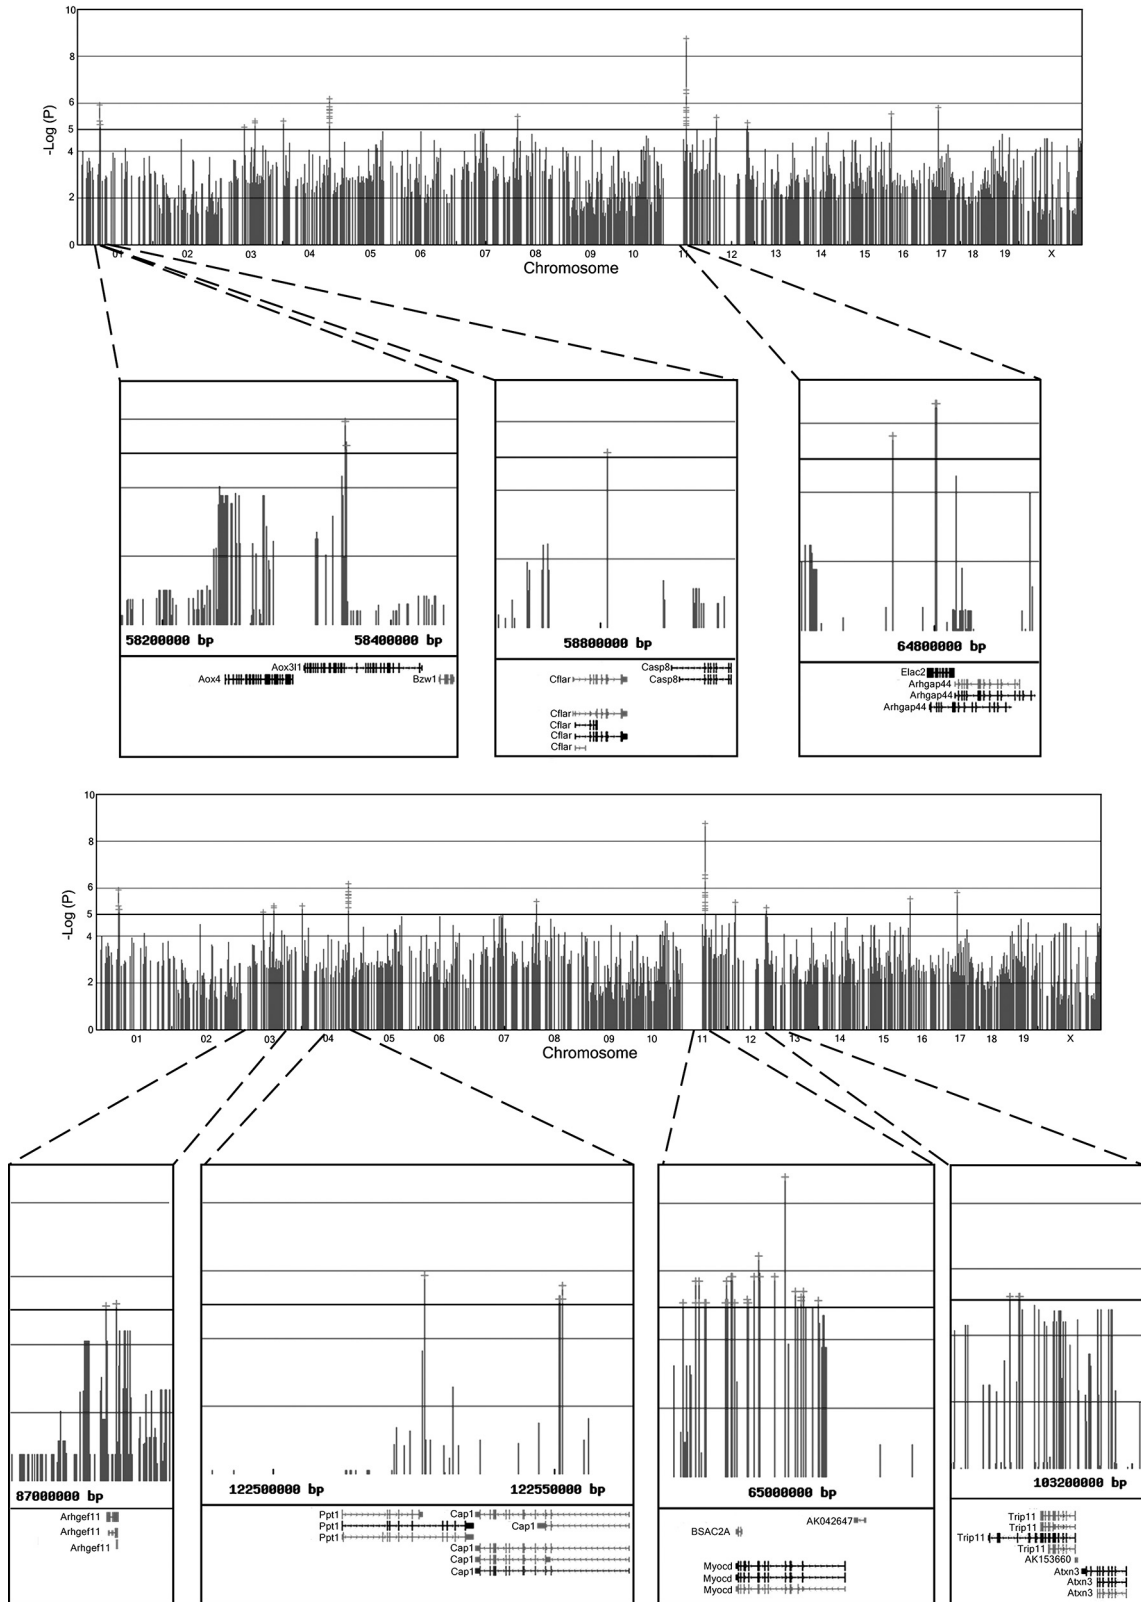 10
8
6
5
4
2
0
-Log (P)
01 02 03 04 05 06 07 08 09 10 11 12 13 14 15 16 17 18 19 X
Chromosome
58200000 bp 58400000 bp
Aox3l1
Aox4 Bzw1
58800000 bp
Casp8
Cflar Casp8
Cflar
Cflar
Cflar
Cflar
64800000 bp
Elac2
Arhgap44
Arhgap44
Arhgap44
10
8
6
5
4
2
0
-Log (P)
01 02 03 04 05 06 07 08 09 10 11 12 13 14 15 16 17 18 19 X
Chromosome
87000000 bp
Arhgef11
Arhgef11
Arhgef11
122500000 bp 122550000 bp
Ppt1 Cap1
Ppt1 Cap1
Ppt1
Cap1
Cap1
Cap1
65000000 bp
AK042647
BSAC2A
Myocd
Myocd
Myocd
103200000 bp
Trip11
Trip11
Trip11
Trip11
AK153660
Atxn3
Atxn3
Atxn3